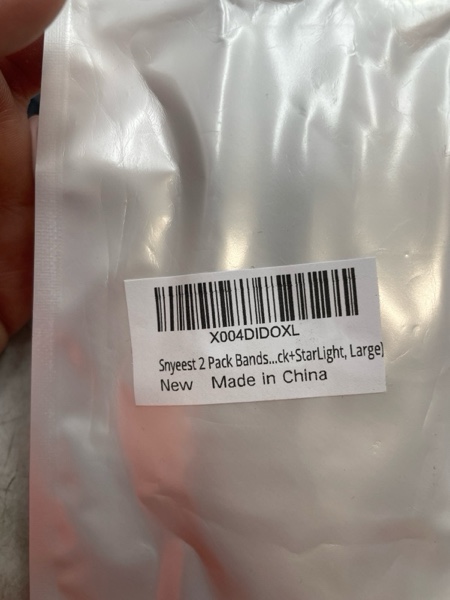 X004DIDOXL
Snyeest 2 Pack Bands...ck+StarLight, Large)
New Made in China